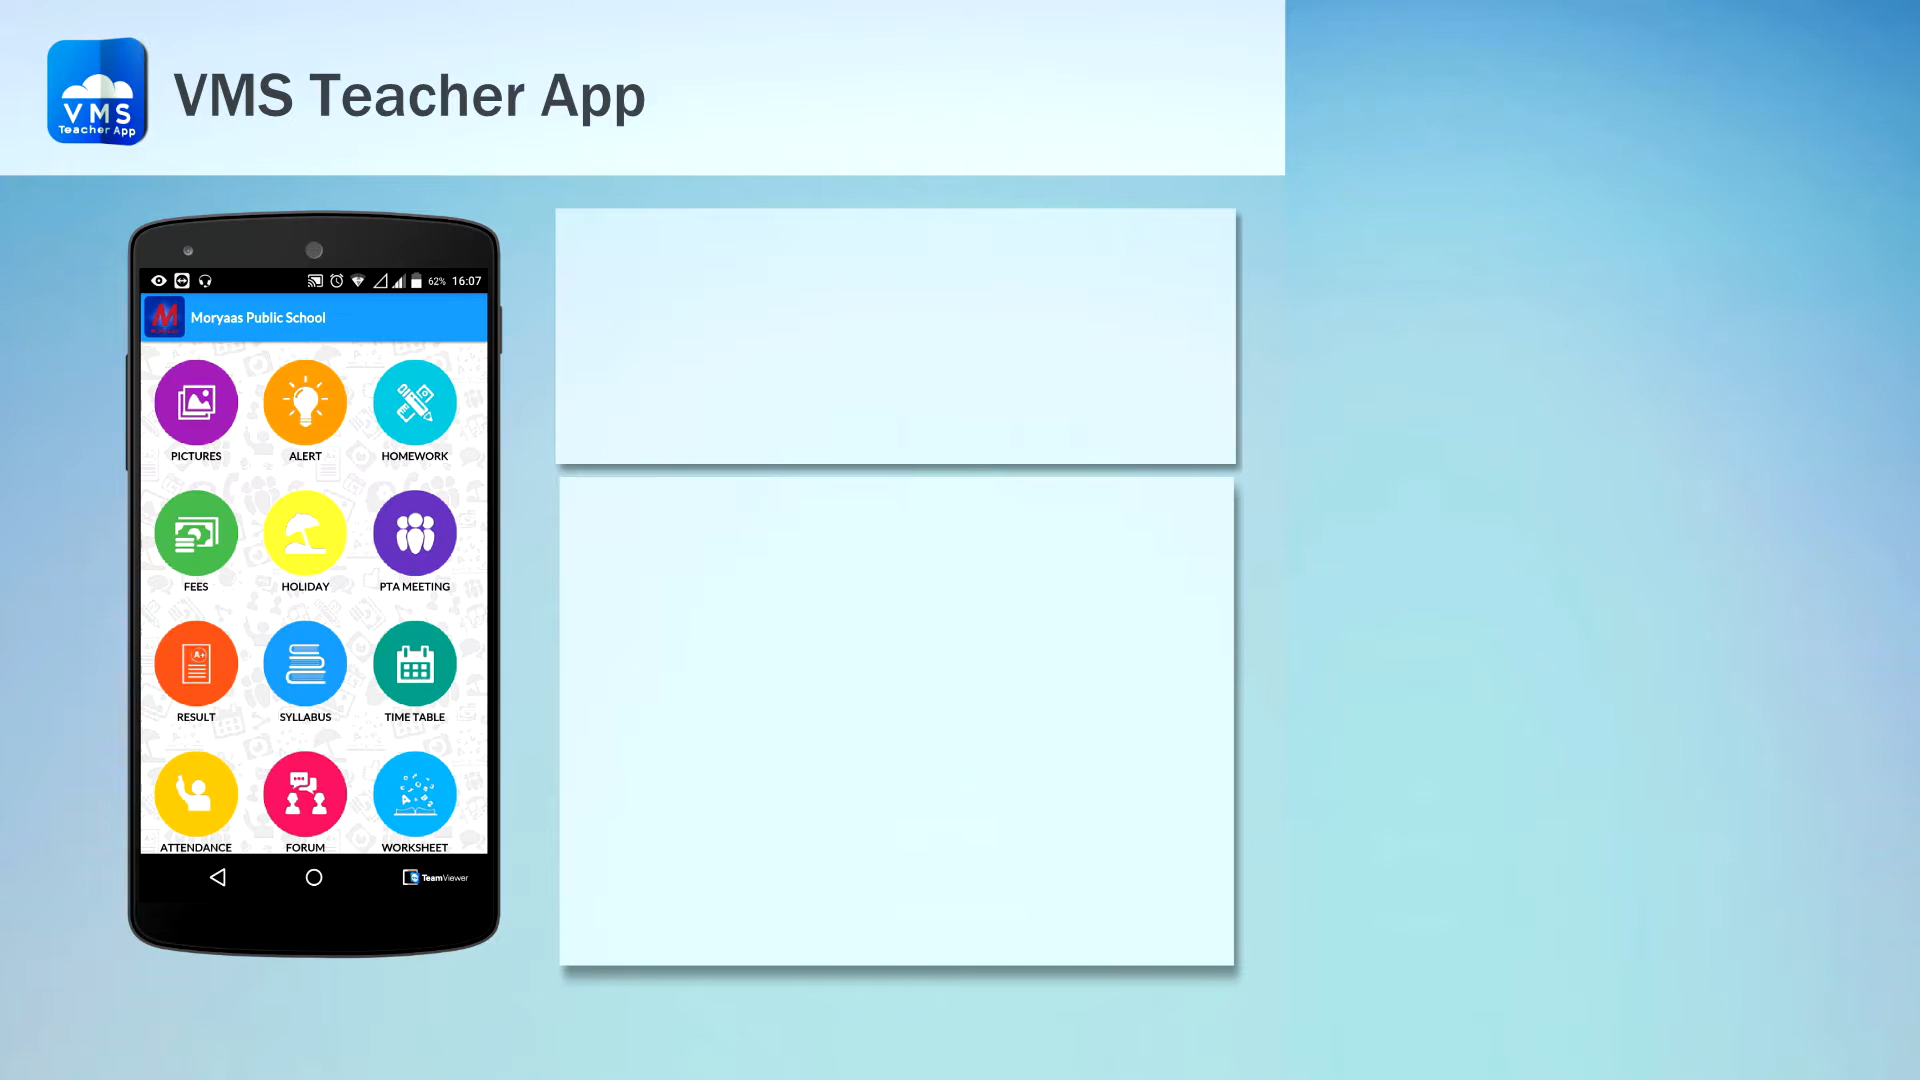 VMS
Teacher App
VMS Teacher App
62% 16:07
M
Moryaas Public School
PICTURES ALERT HOMEWORK
FEES HOLIDAY PTA MEETING
A+
RESULT SYLLABUS TIME TABLE
ATTENDANCE FORUM WORKSHEET
TeamViewer